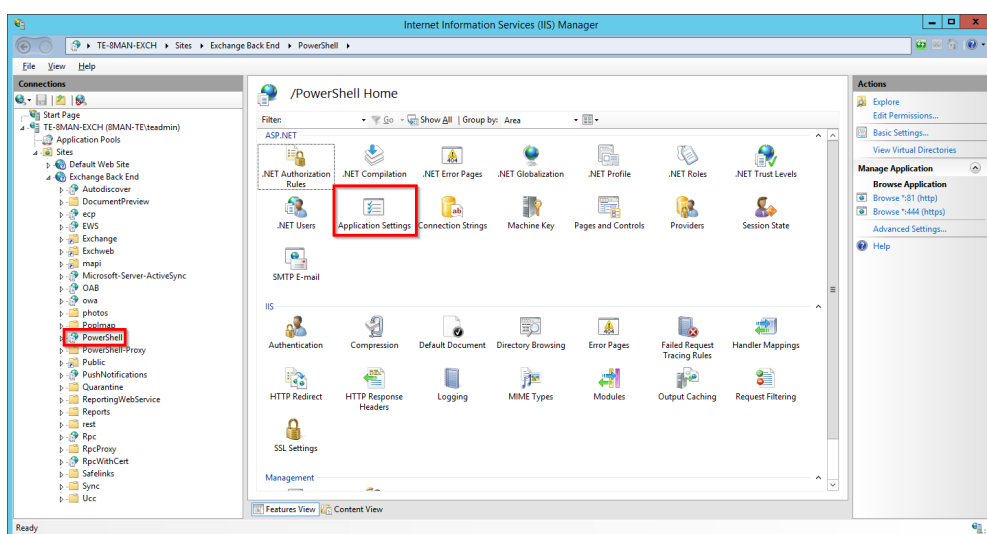 Internet Information Services (IIS) Manager
TE-8MAN-EXCH ▸ Sites ▸ Exchange Back End ▸ PowerShell ▸
File View Help
Connections
Start Page
TE-8MAN-EXCH (8MAN-TE\teadmin)
Application Pools
Sites
Default Web Site
Exchange Back End
Autodiscover
DocumentPreview
ecp
EWS
Exchange
Exchweb
mapi
Microsoft-Server-ActiveSync
OAB
owa
photos
PopImap
PowerShell
PowerShell-Proxy
Public
PushNotifications
Quarantine
ReportingWebService
Reports
rest
Rpc
RpcProxy
RpcWithCert
Safelinks
Sync
Ucc
/PowerShell Home
Filter: Go Show All Group by: Area
ASP.NET
.NET Authorization Rules
.NET Compilation
.NET Error Pages
.NET Globalization
.NET Profile
.NET Roles
.NET Trust Levels
.NET Users
Application Settings
Connection Strings
Machine Key
Pages and Controls
Providers
Session State
SMTP E-mail
IIS
Authentication
Compression
Default Document
Directory Browsing
Error Pages
Failed Request Tracing Rules
Handler Mappings
HTTP Redirect
HTTP Response Headers
Logging
MIME Types
Modules
Output Caching
Request Filtering
SSL Settings
Management
Features View Content View
Actions
Explore
Edit Permissions...
Basic Settings...
View Virtual Directories
Manage Application
Browse Application
Browse *:81 (http)
Browse *:444 (https)
Advanced Settings...
Help
Ready